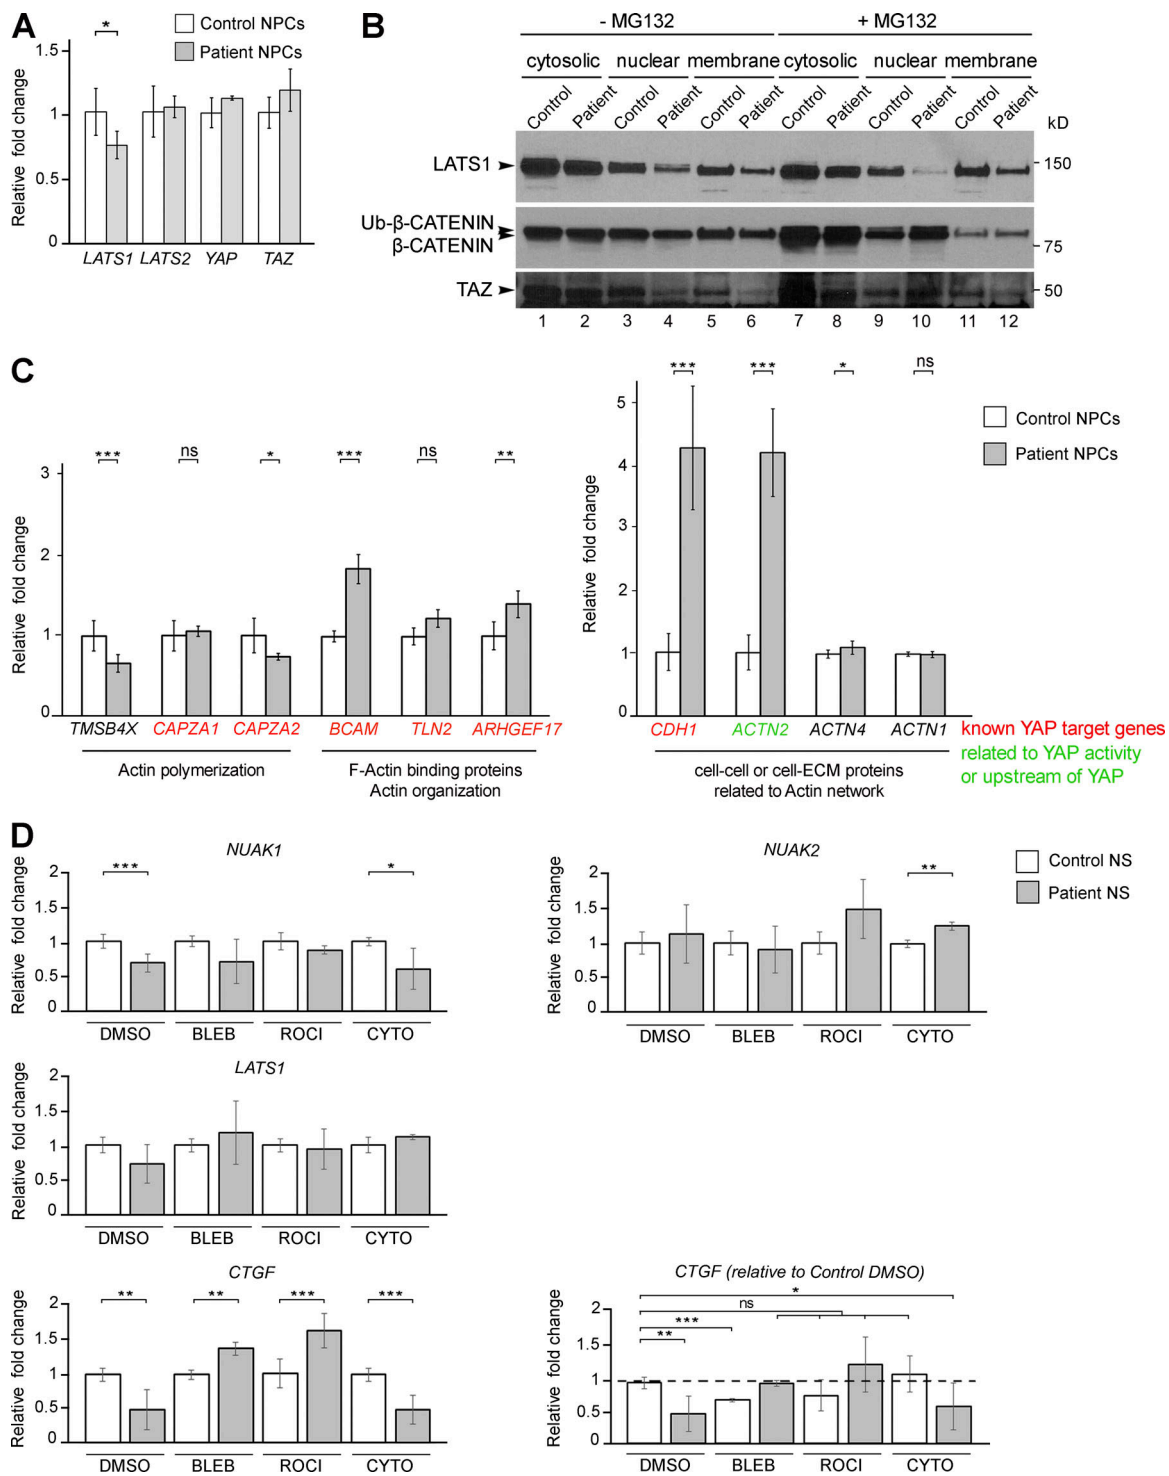 A
*
Control NPCs
Patient NPCs
Relative fold change
1.5
1
0.5
0
LATS1 LATS2 YAP TAZ
B
- MG132 + MG132
cytosolic nuclear membrane cytosolic nuclear membrane
Control Patient Control Patient Control Patient Control Patient Control Patient Control Patient
kD
LATS1
150
Ub-β-CATENIN
β-CATENIN
75
TAZ
50
1 2 3 4 5 6 7 8 9 10 11 12
C
*** ns * *** ns **
Relative fold change
3
2
1
0
TMSB4X CAPZA1 CAPZA2 BCAM TLN2 ARHGEF17
Actin polymerization
F-Actin binding proteins
Actin organization
*** *** * ns
Relative fold change
5
4
3
2
1
0
CDH1 ACTN2 ACTN4 ACTN1
cell-cell or cell-ECM proteins
related to Actin network
Control NPCs
Patient NPCs
known YAP target genes
related to YAP activity
or upstream of YAP
D
NUAK1
*** *
Relative fold change
2
1.5
1
0.5
0
DMSO BLEB ROCI CYTO
NUAK2
**
Relative fold change
2
1.5
1
0.5
0
DMSO BLEB ROCI CYTO
Control NS
Patient NS
LATS1
Relative fold change
2
1.5
1
0.5
0
DMSO BLEB ROCI CYTO
CTGF
** ** *** ***
Relative fold change
2
1.5
1
0.5
0
DMSO BLEB ROCI CYTO
CTGF (relative to Control DMSO)
*
ns
***
**
Relative fold change
2
1.5
1
0.5
0
DMSO BLEB ROCI CYTO